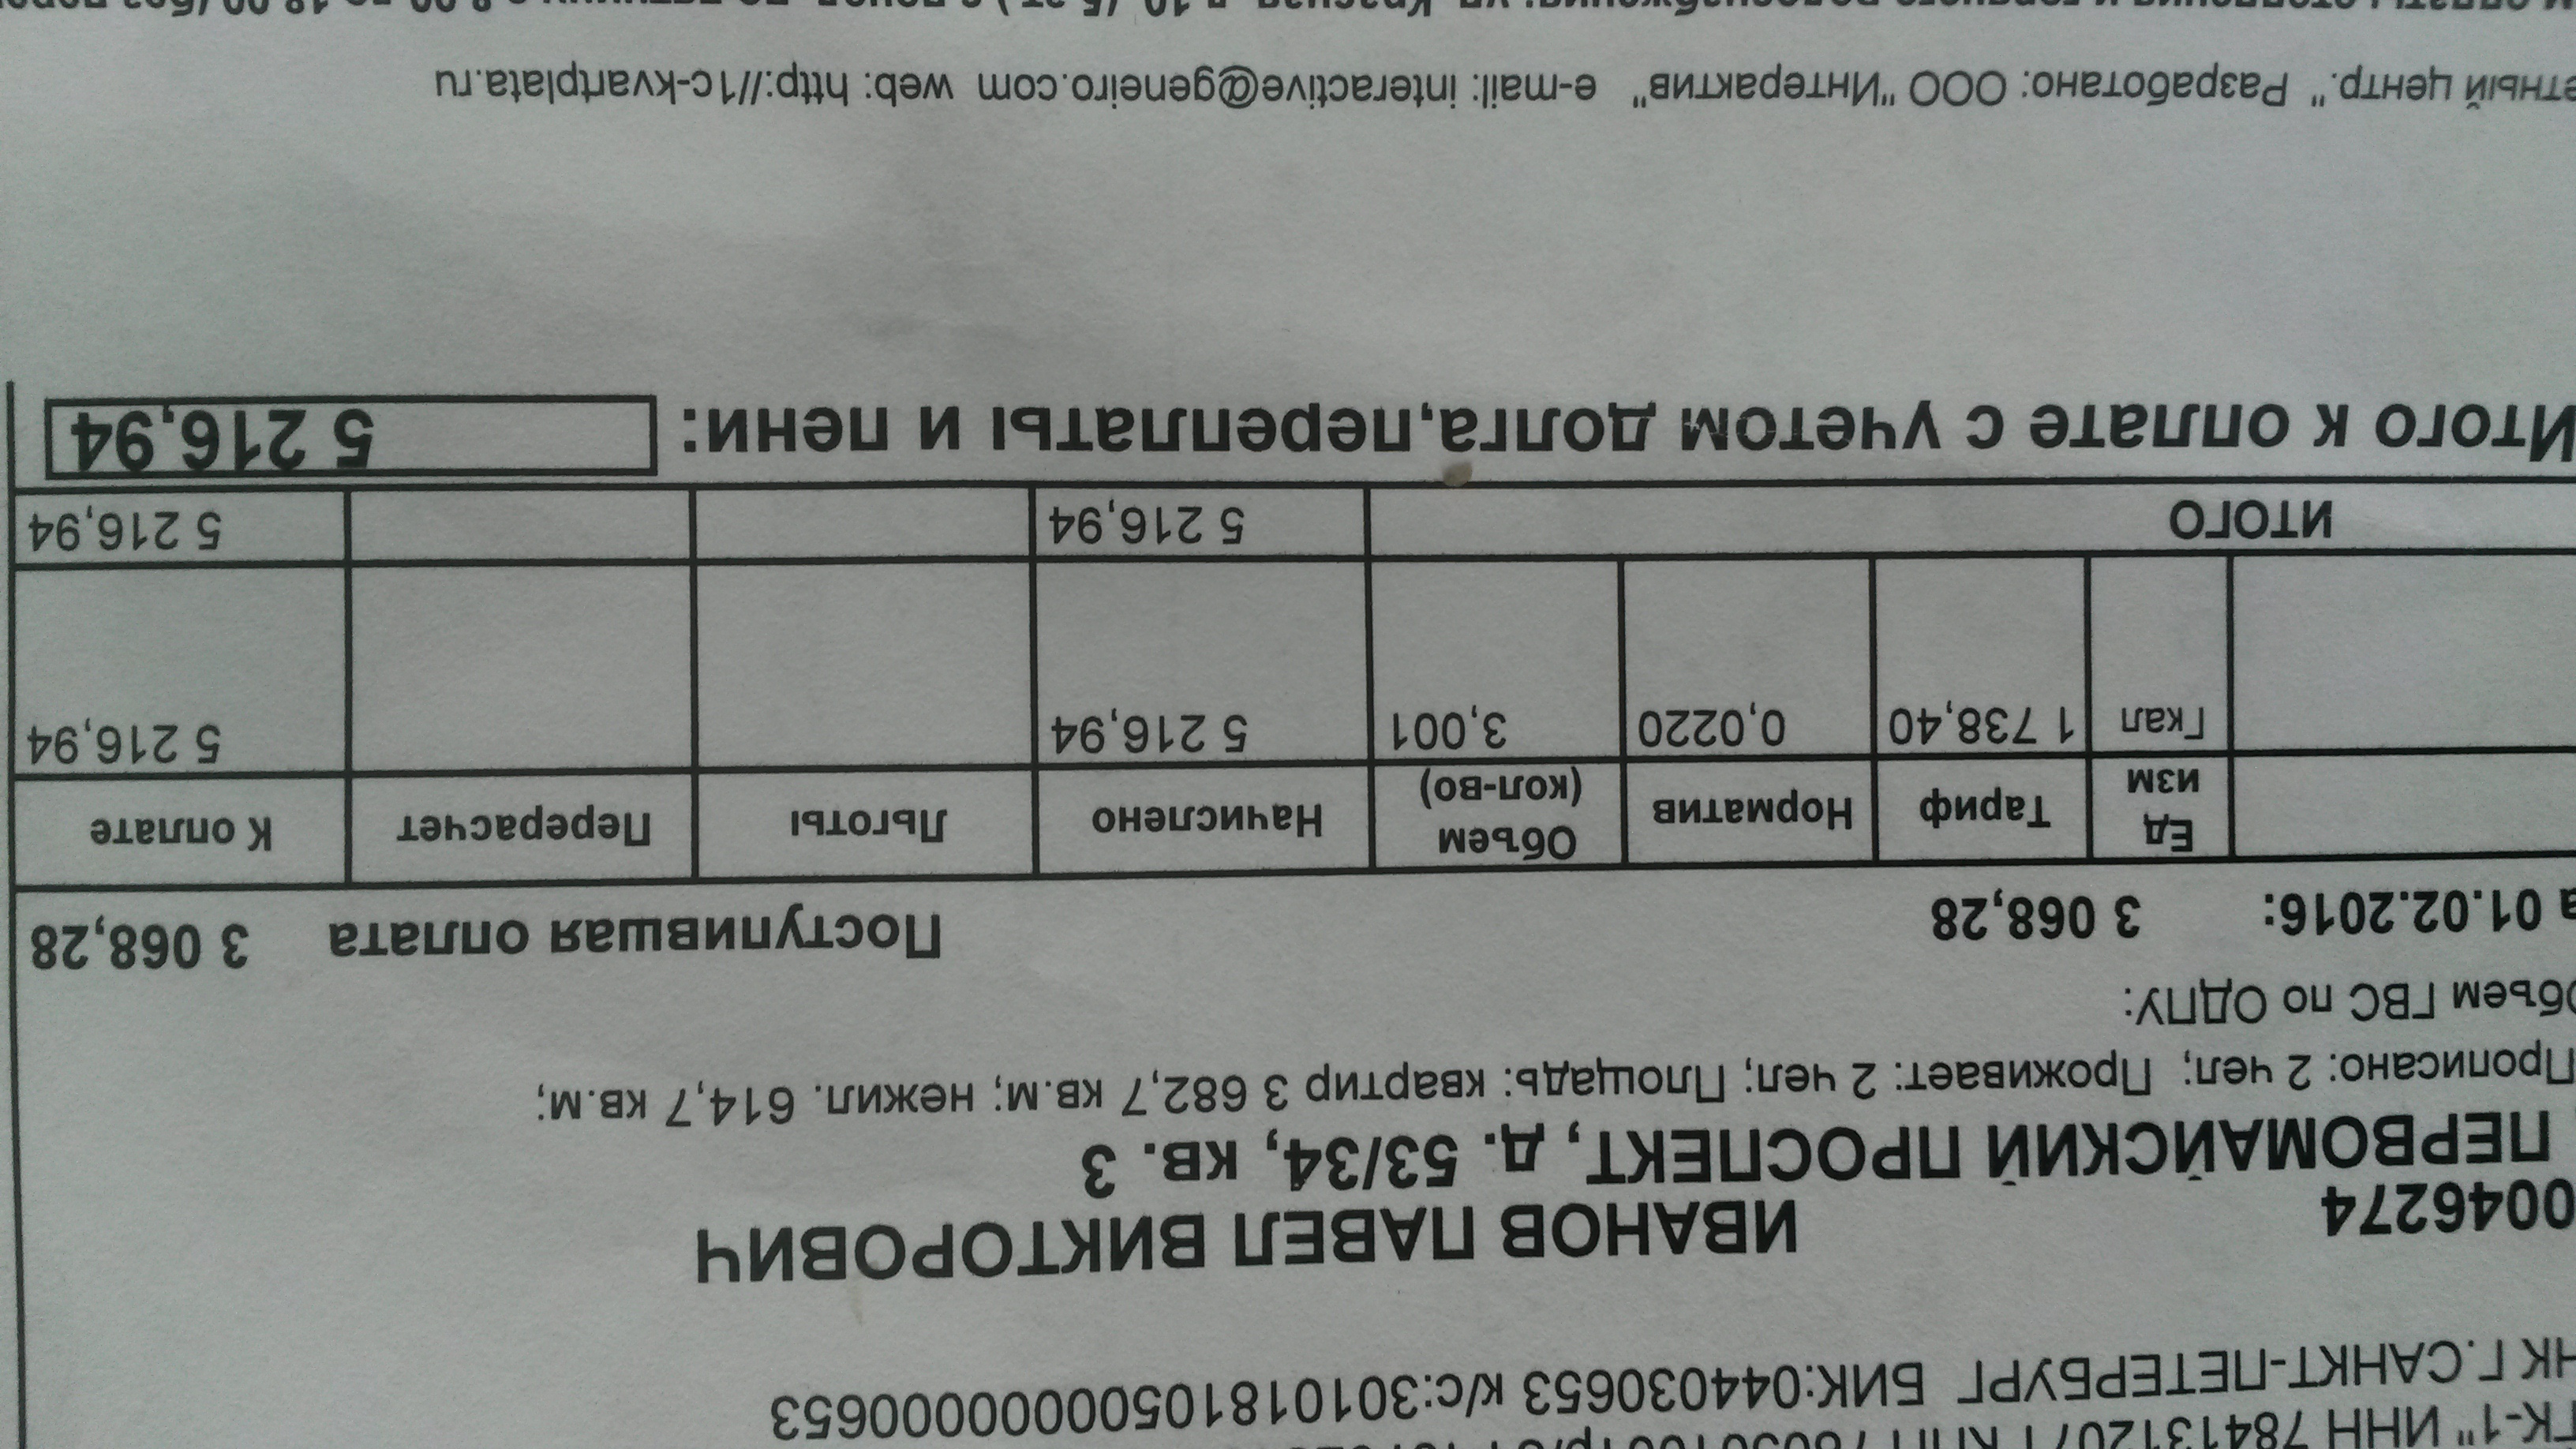 ГК-1" ИНН 7841312071 КПП
НК Г.САНКТ-ПЕТЕРБУРГ БИК:044030653 к/с:30101810500000000653
0046274 ИВАНОВ ПАВЕЛ ВИКТОРОВИЧ
ПЕРВОМАЙСКИЙ ПРОСПЕКТ, д. 53/34, кв. 3
Прописано: 2 чел; Проживает: 2 чел; Площадь: квартир 3 682,7 кв.м; нежил. 614,7 кв.м;
Объем ГВС по ОДПУ:
а 01.02.2016: 3 068,28 Поступившая оплата 3 068,28
Ед изм Тариф Норматив Объем (кол-во) Начислено Льготы Перерасчет К оплате
Гкал 1 738,40 0,0220 3,001 5 216,94 5 216,94
ИТОГО 5 216,94 5 216,94
Итого к оплате с учетом долга,переплаты и пени: 5 216,94
етный центр." Разработано: ООО "Интерактив" e-mail: interactive@geneiro.com web: http://1c-kvartplata.ru